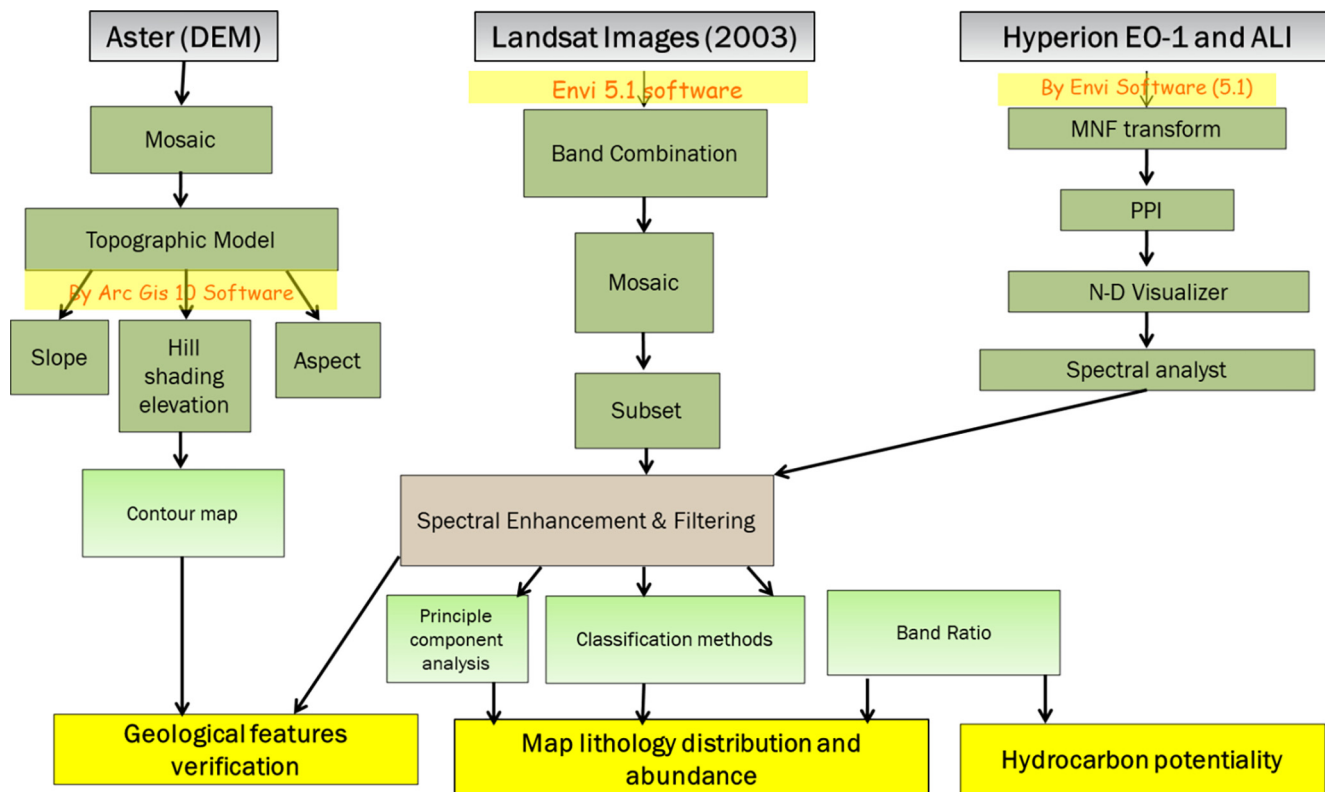 Aster (DEM)
Landsat Images (2003)
Hyperion EO-1 and ALI
Envi 5.1 software
By Envi Software (5.1)
Mosaic
Band Combination
MNF transform
PPI
Topographic Model
Mosaic
N-D Visualizer
By Arc Gis 10 Software
Slope
Hill
shading
elevation
Aspect
Spectral analyst
Subset
Contour map
Spectral Enhancement & Filtering
Principle
component
analysis
Classification methods
Band Ratio
Geological features
verification
Map lithology distribution and
abundance
Hydrocarbon potentiality